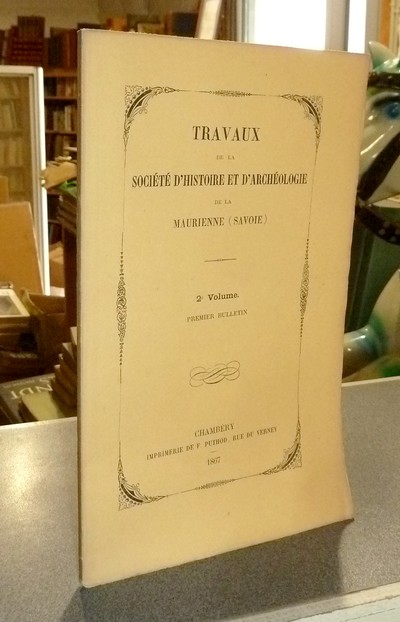 TRAVAUX
DE LA
SOCIÉTÉ D'HISTOIRE ET D'ARCHÉOLOGIE
DE LA
MAURIENNE (SAVOIE)
2e Volume.
PREMIER BULLETIN
CHAMBÉRY
IMPRIMERIE DE F. PUTHOD, RUE DU VERNEY
1867